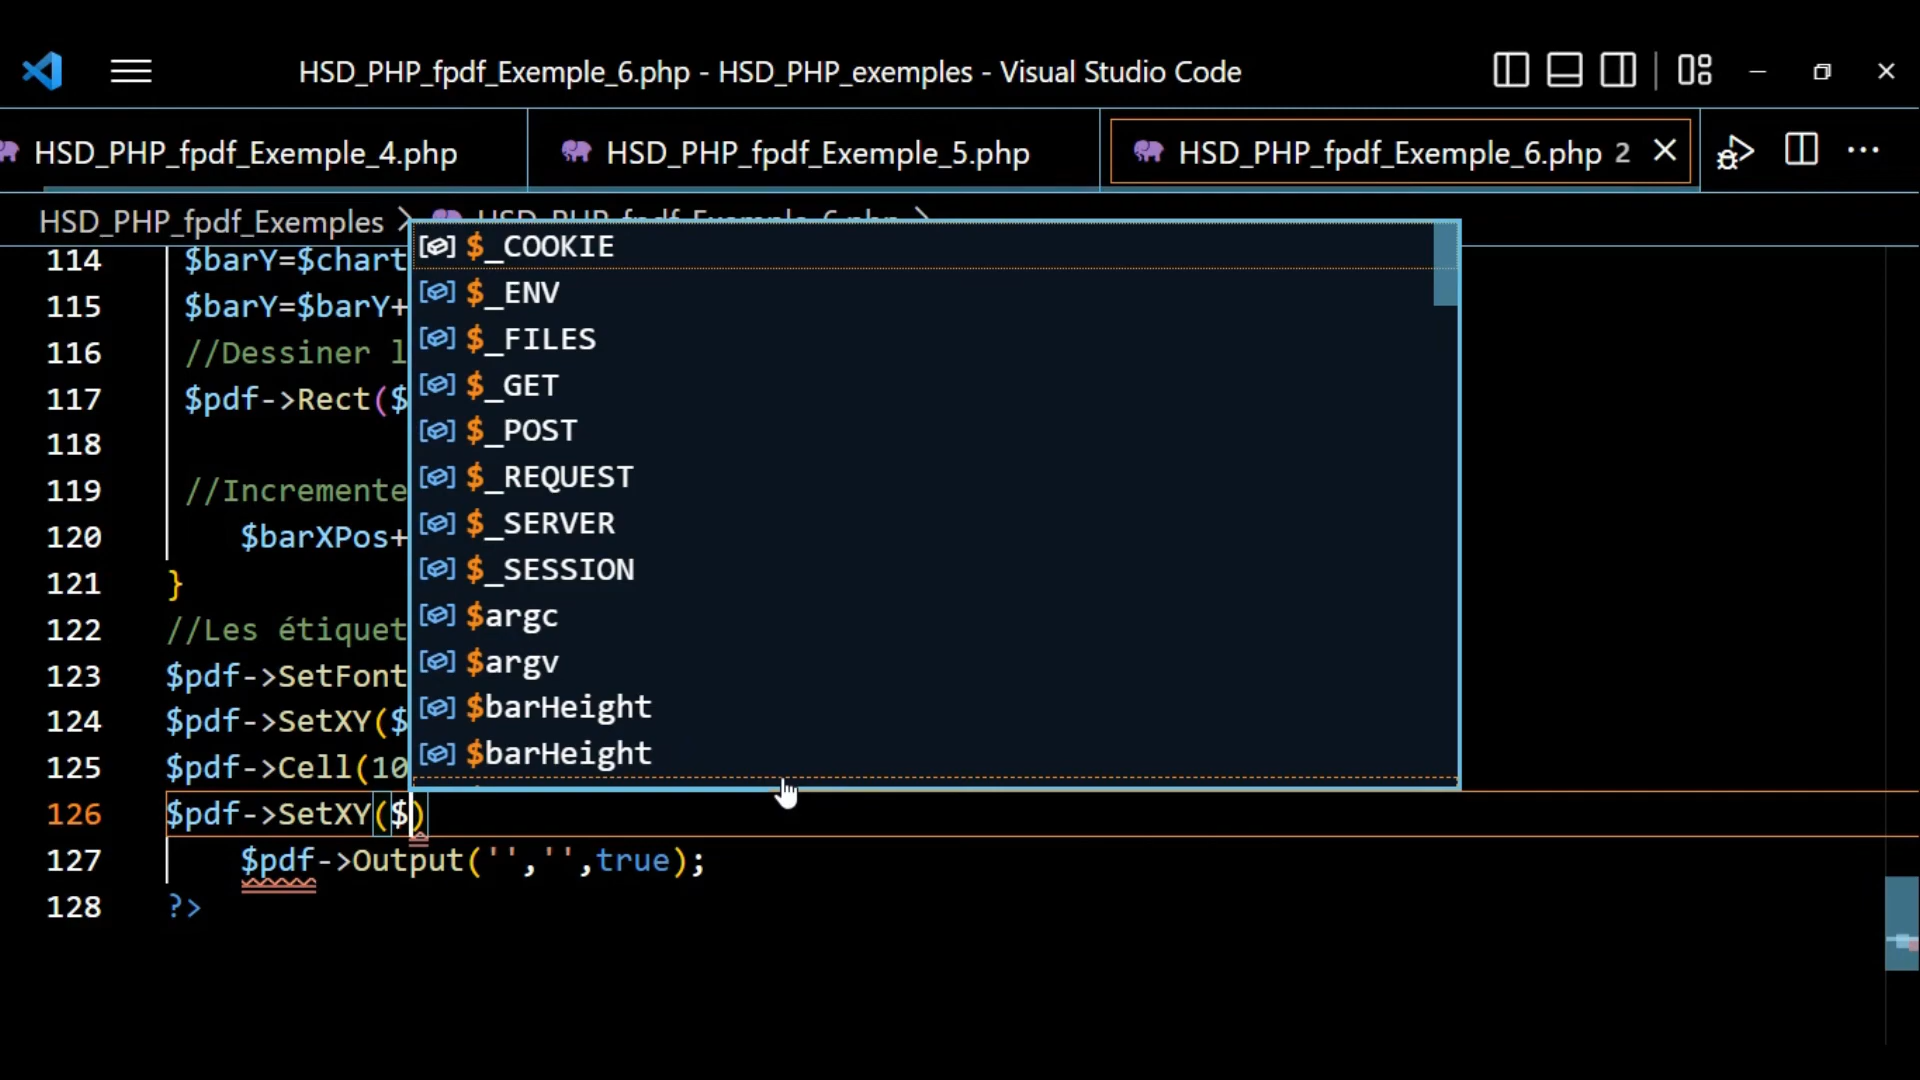 HSD_PHP_fpdf_Exemple_6.php - HSD_PHP_exemples - Visual Studio Code
HSD_PHP_fpdf_Exemple_4.php
HSD_PHP_fpdf_Exemple_5.php
HSD_PHP_fpdf_Exemple_6.php 2
HSD_PHP_fpdf_Exemples > HSD_PHP_fpdf_Exemple_6.php >
114 $barY=$chart
115 $barY=$barY+
116 //Dessiner l
117 $pdf->Rect($
118
119 //Incremente
120 $barXPos+
121 }
122 //Les étiquet
123 $pdf->SetFont
124 $pdf->SetXY($
125 $pdf->Cell(10
126 $pdf->SetXY($)
127 $pdf->Output('','',true);
128 ?>
$_COOKIE
$_ENV
$_FILES
$_GET
$_POST
$_REQUEST
$_SERVER
$_SESSION
$argc
$argv
$barHeight
$barHeight